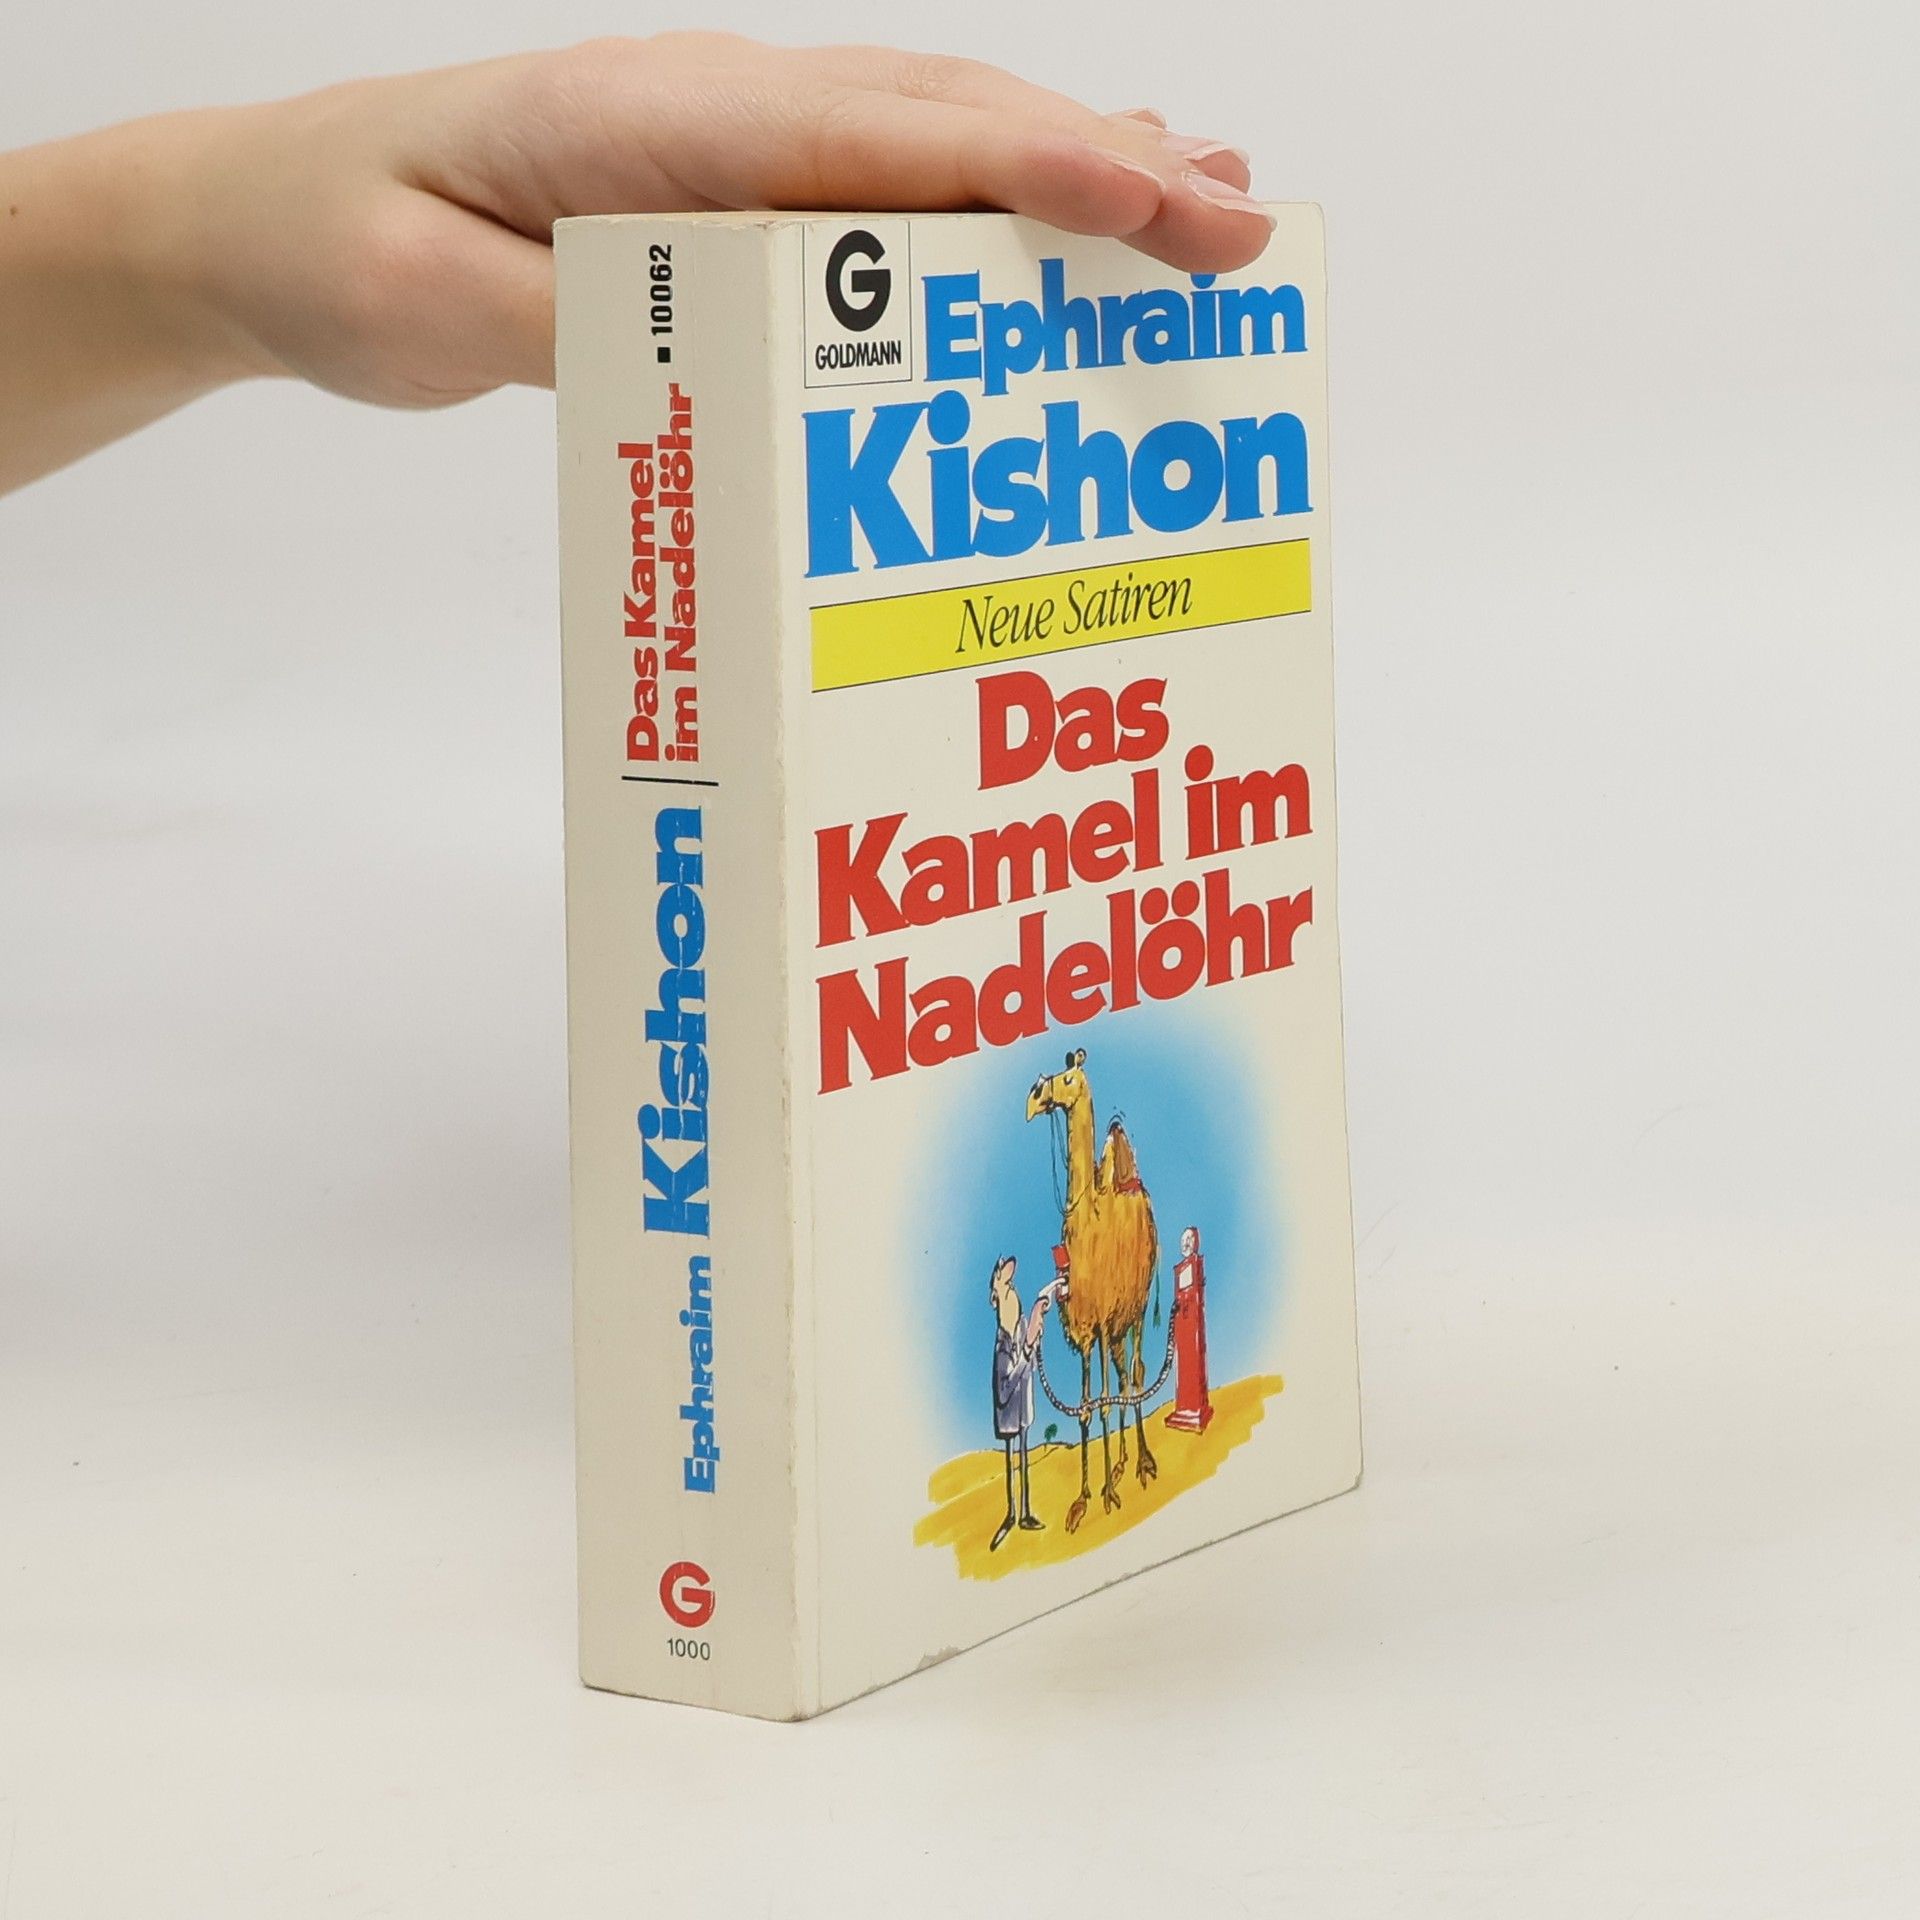 G
GOLDMANN
Ephraim
Kishon
Neue Satiren
Das
Kamel im
Nadelöhr
Ephraim Kishon
Das Kamel
im Nadelöhr
10062
G
1000